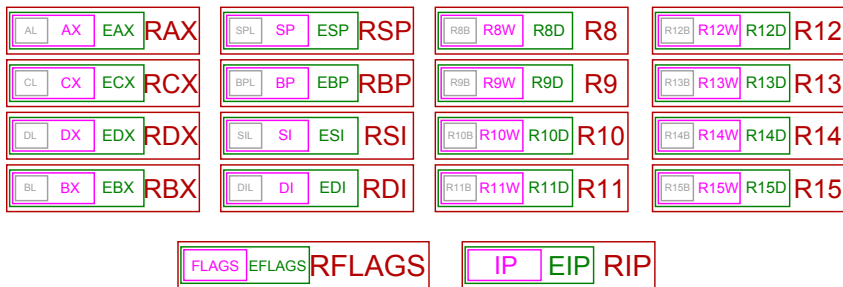 AL AX EAX RAX SPL SP ESP RSP R8B R8W R8D R8 R12B R12W R12D R12
CL CX ECX RCX BPL BP EBP RBP R9B R9W R9D R9 R13B R13W R13D R13
DL DX EDX RDX SIL SI ESI RSI R10B R10W R10D R10 R14B R14W R14D R14
BL BX EBX RBX DIL DI EDI RDI R11B R11W R11D R11 R15B R15W R15D R15
FLAGS EFLAGS RFLAGS IP EIP RIP